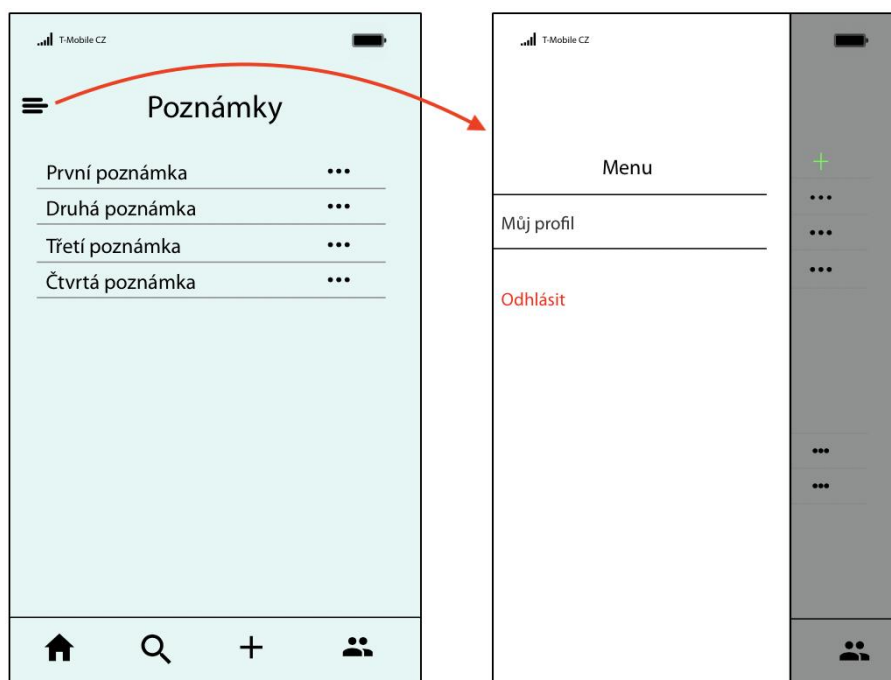 T-Mobile CZ
Poznámky
První poznámka
Druhá poznámka
Třetí poznámka
Čtvrtá poznámka
T-Mobile CZ
Menu
Můj profil
Odhlásit